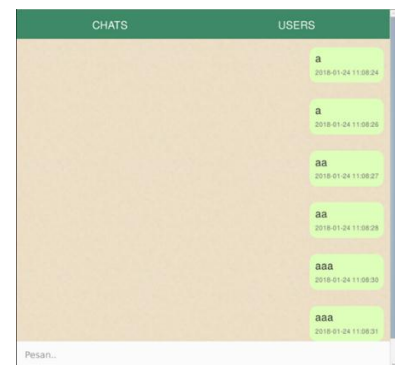 CHATS USERS
a
2018-01-24 11:08:24
a
2018-01-24 11:08:26
aa
2018-01-24 11:08:27
aa
2018-01-24 11:08:28
aaa
2018-01-24 11:08:30
aaa
2018-01-24 11:08:31
Pesan..